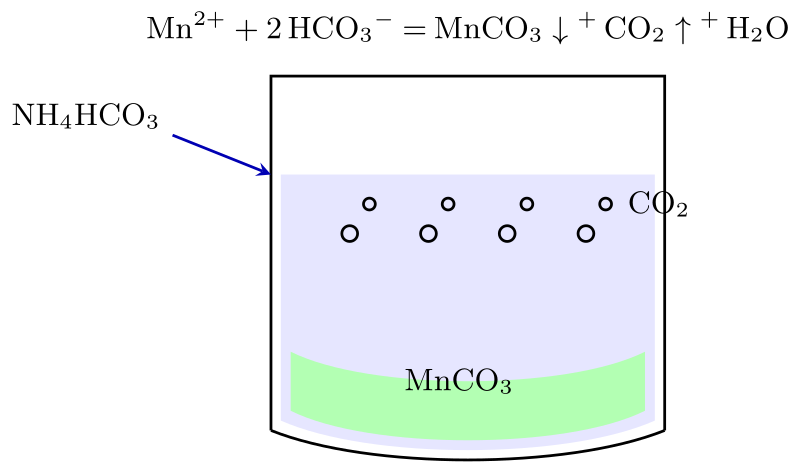 Mn²⁺ + 2 HCO₃⁻ = MnCO₃ ↓ ⁺ CO₂ ↑ ⁺ H₂O
NH₄HCO₃
CO₂
MnCO₃